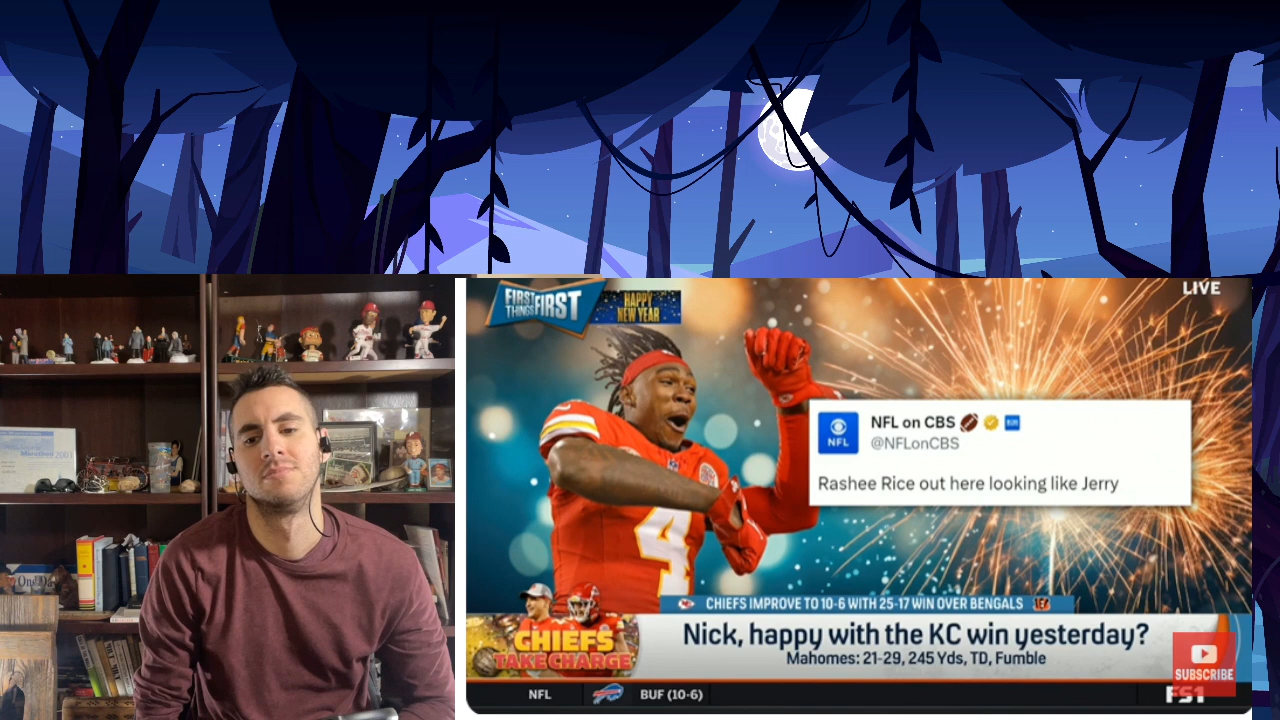 LIVE
FIRST
THINGS FIRST
HAPPY
NEW YEAR
NFL on CBS
@NFLonCBS
NFL
Rashee Rice out here looking like Jerry
4
2001
CHIEFS IMPROVE TO 10-6 WITH 25-17 WIN OVER BENGALS
CHIEFS
TAKE CHARGE
Nick, happy with the KC win yesterday?
Mahomes: 21-29, 245 Yds, TD, Fumble
SUBSCRIBE
NFL
BUF (10-6)
FS1